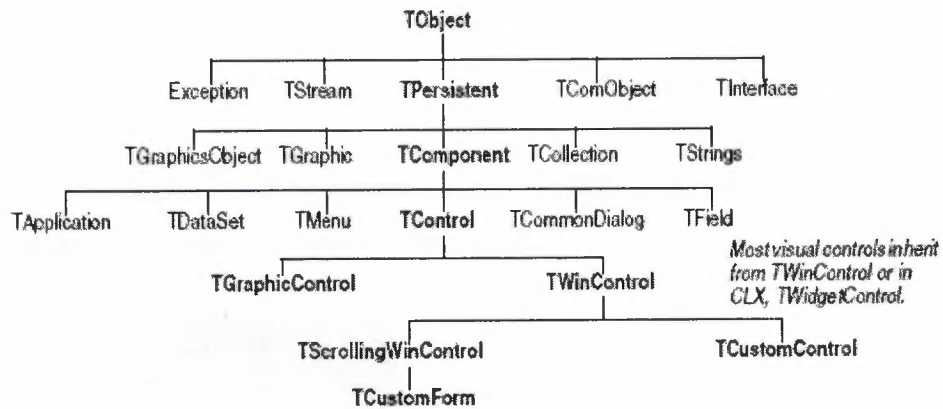 TObject
Exception TStream TPersistent TComObject TInterface
TGraphicsObject TGraphic TComponent TCollection TStrings
TApplication TDataSet TMenu TControl TCommonDialog TField
Most visual controls inherit
from TWinControl or in
CLX, TWidgetControl.
TGraphicControl TWinControl
TScrollingWinControl TCustomControl
TCustomForm